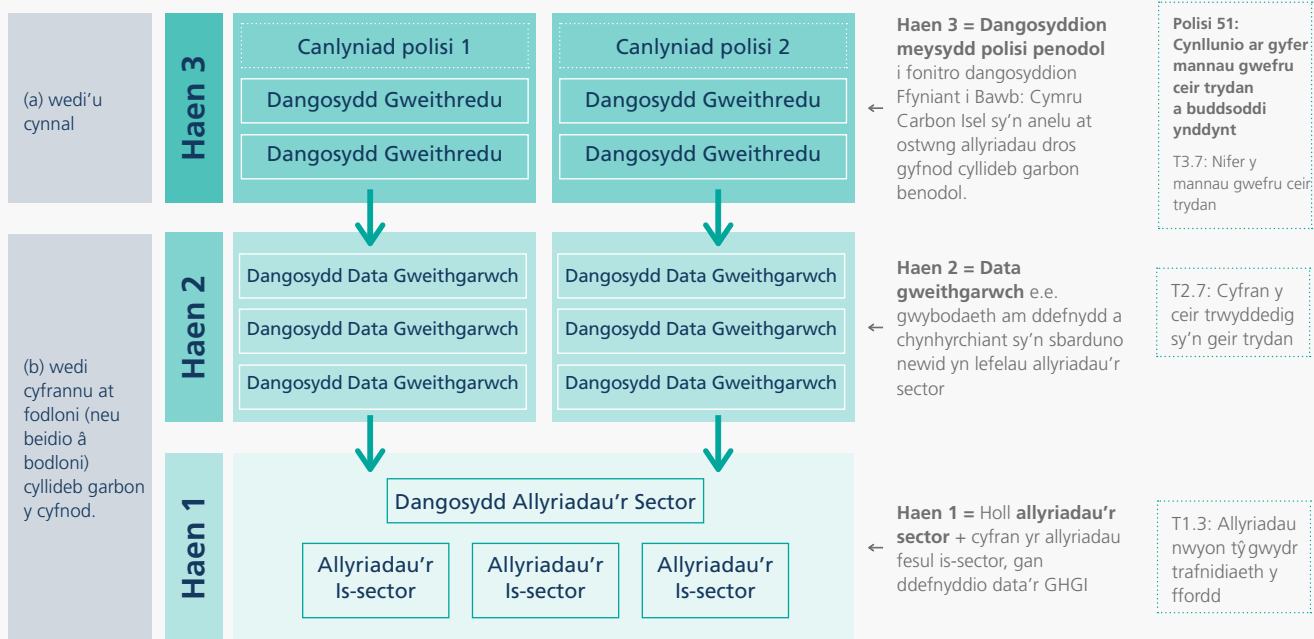 (a) wedi'u
cynnal
Haen 3
Canlyniad polisi 1
Dangosydd Gweithredu
Dangosydd Gweithredu
Canlyniad polisi 2
Dangosydd Gweithredu
Dangosydd Gweithredu
Haen 3 = Dangosyddion
meysydd polisi penodol
i fonitro dangosyddion
Ffyniant i Bawb: Cymru
Carbon Isel sy'n anelu at
ostwng allyriadau dros
gyfnod cyllideb garbon
benodol.
Polisi 51:
Cynllunio ar gyfer
mannau gwefru
ceir trydan
a buddsoddi
ynddynt
T3.7: Nifer y
mannau gwefru ceir
trydan
(b) wedi
cyfrannu at
fodloni (neu
beidio â
bodloni)
cyllideb garbon
y cyfnod.
Haen 2
Dangosydd Data Gweithgarwch
Dangosydd Data Gweithgarwch
Dangosydd Data Gweithgarwch
Dangosydd Data Gweithgarwch
Dangosydd Data Gweithgarwch
Dangosydd Data Gweithgarwch
Haen 2 = Data
gweithgarwch e.e.
gwybodaeth am ddefnydd a
chynhyrchiant sy'n sbarduno
newid yn lefelau allyriadau'r
sector
T2.7: Cyfran y
ceir trwyddedig
sy'n geir trydan
Haen 1
Dangosydd Allyriadau'r Sector
Allyriadau'r
Is-sector
Allyriadau'r
Is-sector
Allyriadau'r
Is-sector
Haen 1 = Holl allyriadau'r
sector + cyfran yr allyriadau
fesul is-sector, gan
ddefnyddio data'r GHGI
T1.3: Allyriadau
nwyon tŷ gwydr
trafnidiaeth y
ffordd